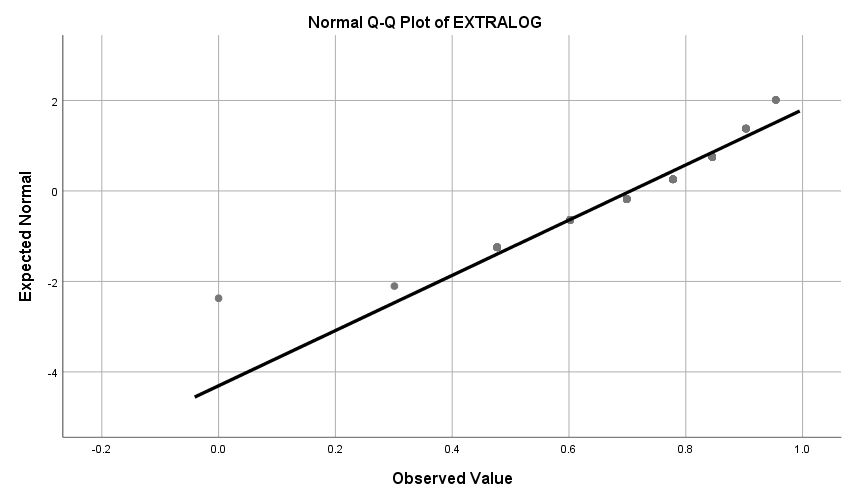 Normal Q-Q Plot of EXTRALOG
Expected Normal
2
0
-2
-4
-0.2 0.0 0.2 0.4 0.6 0.8 1.0
Observed Value